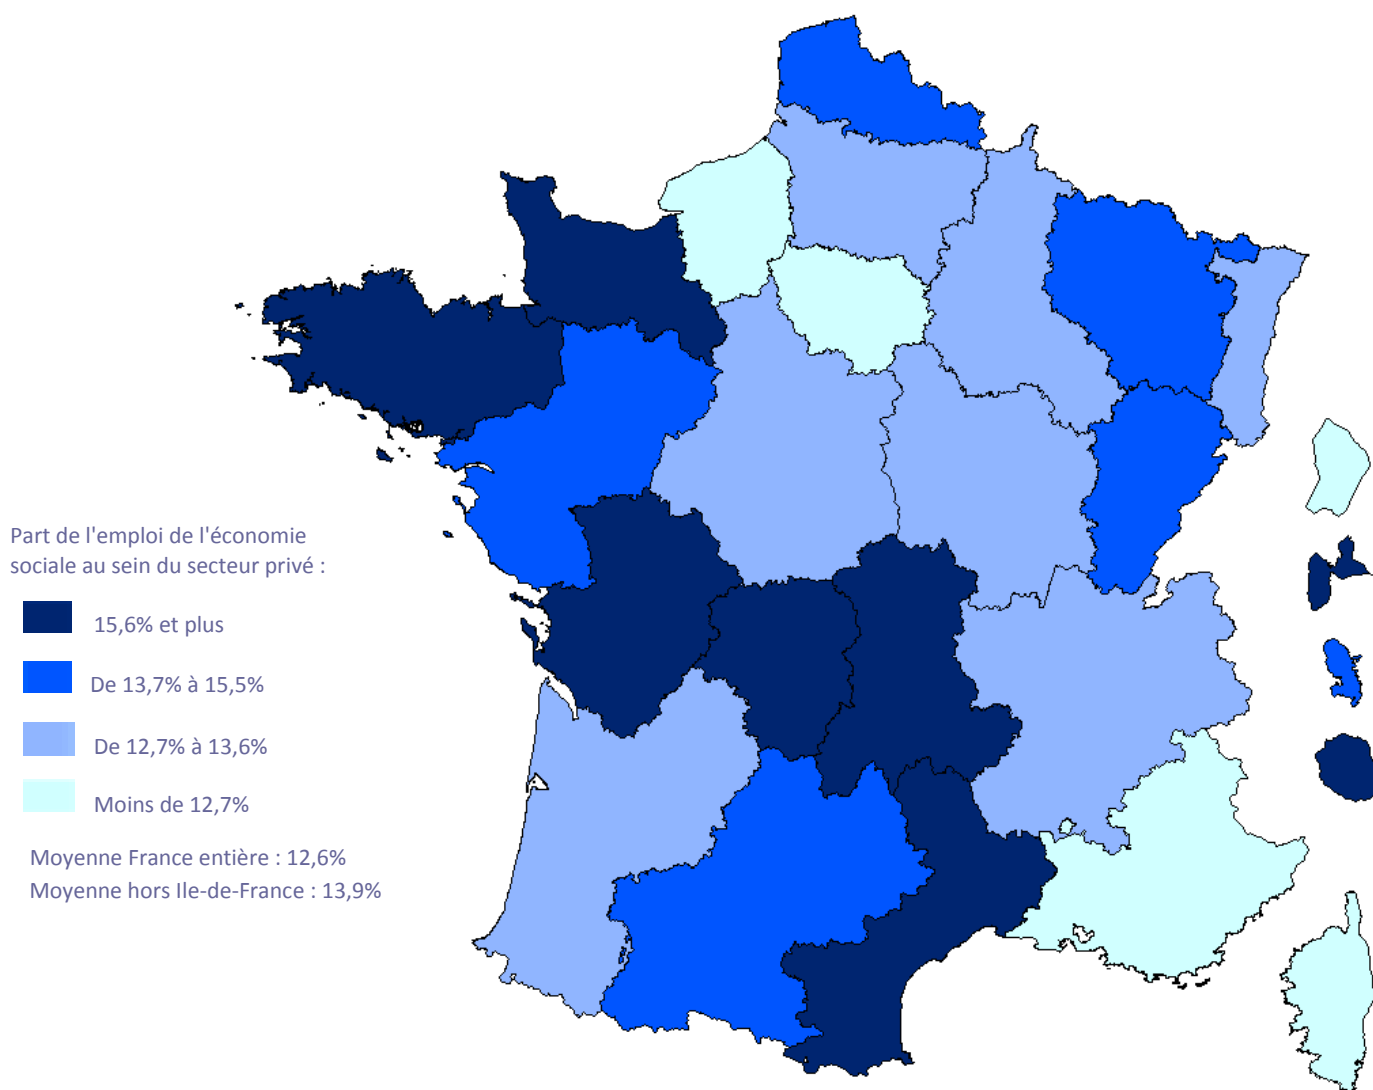 Part de l'emploi de l'économie
sociale au sein du secteur privé :
15,6% et plus
De 13,7% à 15,5%
De 12,7% à 13,6%
Moins de 12,7%
Moyenne France entière : 12,6%
Moyenne hors Ile-de-France : 13,9%